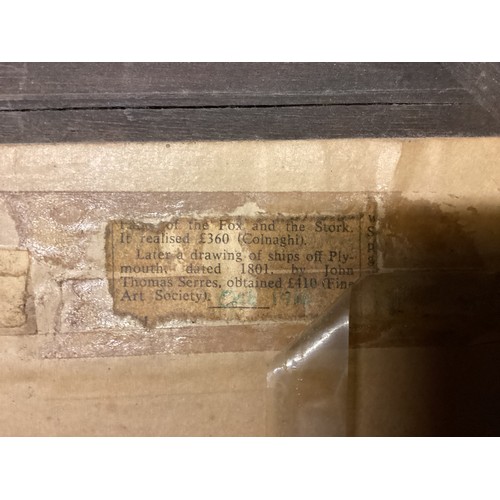 of the Fox and the Stork.
It realised £360 (Colnaghi).
Later a drawing of ships off Ply-
mouth, dated 1801, by John
Thomas Serres, obtained £410 (Fine
Art Society).